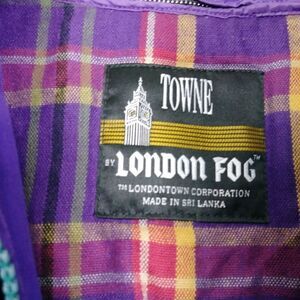 TOWNE
BY LONDON FOG™
THE LONDONTOWN CORPORATION
MADE IN SRI LANKA